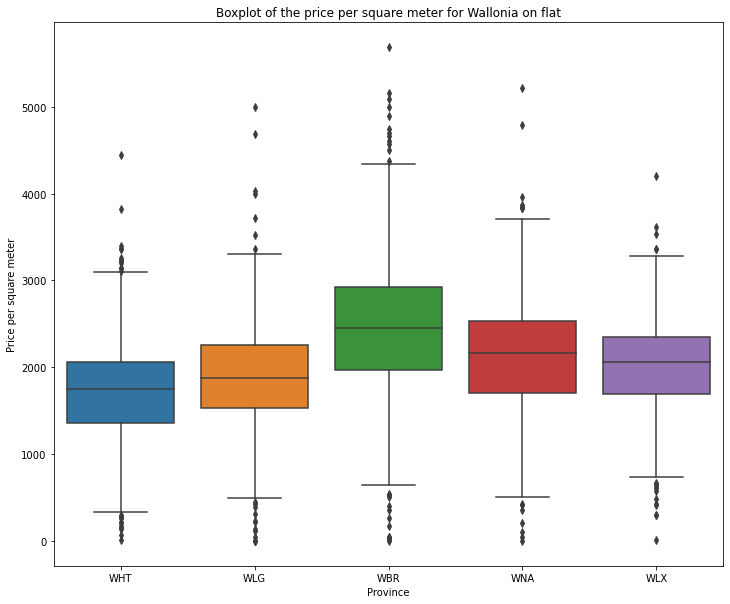 Boxplot of the price per square meter for Wallonia on flat
Price per square meter
5000
4000
3000
2000
1000
0
WHT WLG WBR WNA WLX
Province